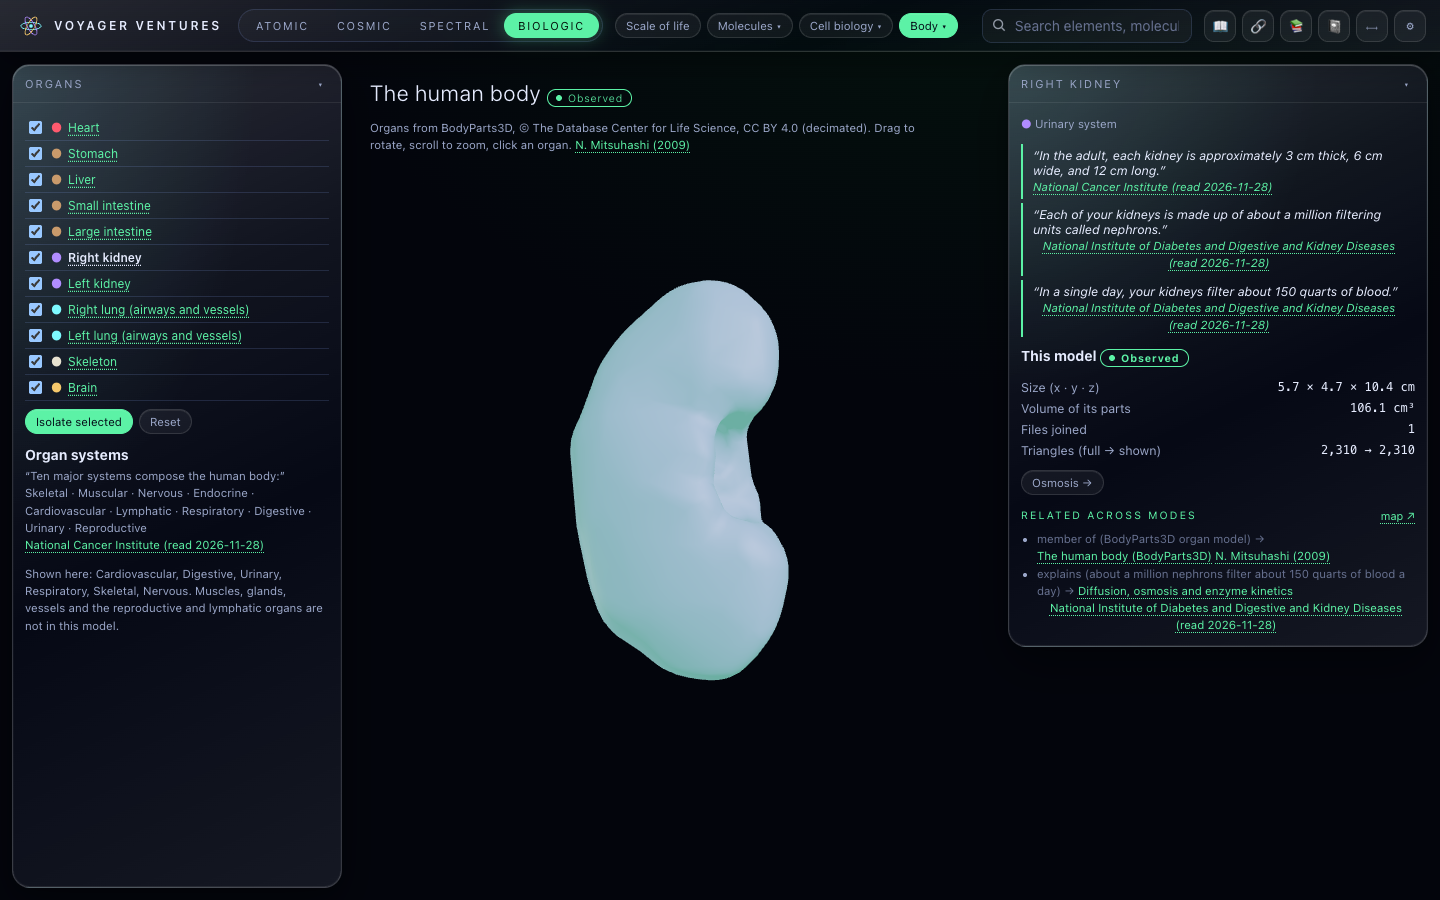 VOYAGER VENTURES
ATOMIC
COSMIC
SPECTRAL
BIOLOGIC
Scale of life
Molecules
Cell biology
Body
Search elements, molecul
ORGANS
Heart
Stomach
Liver
Small intestine
Large intestine
Right kidney
Left kidney
Right lung (airways and vessels)
Left lung (airways and vessels)
Skeleton
Brain
Isolate selected
Reset
Organ systems
“Ten major systems compose the human body:”
Skeletal · Muscular · Nervous · Endocrine ·
Cardiovascular · Lymphatic · Respiratory · Digestive ·
Urinary · Reproductive
National Cancer Institute (read 2026-11-28)
Shown here: Cardiovascular, Digestive, Urinary,
Respiratory, Skeletal, Nervous. Muscles, glands,
vessels and the reproductive and lymphatic organs are
not in this model.
The human body
Observed
Organs from BodyParts3D, © The Database Center for Life Science, CC BY 4.0 (decimated). Drag to
rotate, scroll to zoom, click an organ. N. Mitsuhashi (2009)
RIGHT KIDNEY
Urinary system
“In the adult, each kidney is approximately 3 cm thick, 6 cm
wide, and 12 cm long.”
National Cancer Institute (read 2026-11-28)
“Each of your kidneys is made up of about a million filtering
units called nephrons.”
National Institute of Diabetes and Digestive and Kidney Diseases
(read 2026-11-28)
“In a single day, your kidneys filter about 150 quarts of blood.”
National Institute of Diabetes and Digestive and Kidney Diseases
(read 2026-11-28)
This model
Observed
Size (x · y · z) 5.7 × 4.7 × 10.4 cm
Volume of its parts 106.1 cm³
Files joined 1
Triangles (full → shown) 2,310 → 2,310
Osmosis →
RELATED ACROSS MODES
map ↗
member of (BodyParts3D organ model) →
The human body (BodyParts3D) N. Mitsuhashi (2009)
explains (about a million nephrons filter about 150 quarts of blood a
day) → Diffusion, osmosis and enzyme kinetics
National Institute of Diabetes and Digestive and Kidney Diseases
(read 2026-11-28)